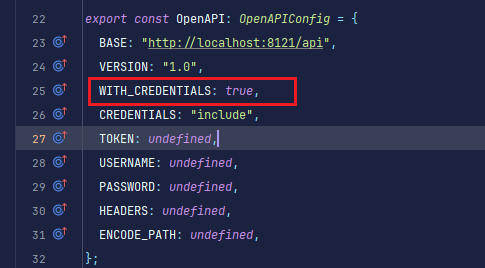 22 export const OpenAPI: OpenAPIConfig = {
23 BASE: "http://localhost:8121/api",
24 VERSION: "1.0",
25 WITH_CREDENTIALS: true,
26 CREDENTIALS: "include",
27 TOKEN: undefined,
28 USERNAME: undefined,
29 PASSWORD: undefined,
30 HEADERS: undefined,
31 ENCODE_PATH: undefined,
32 };